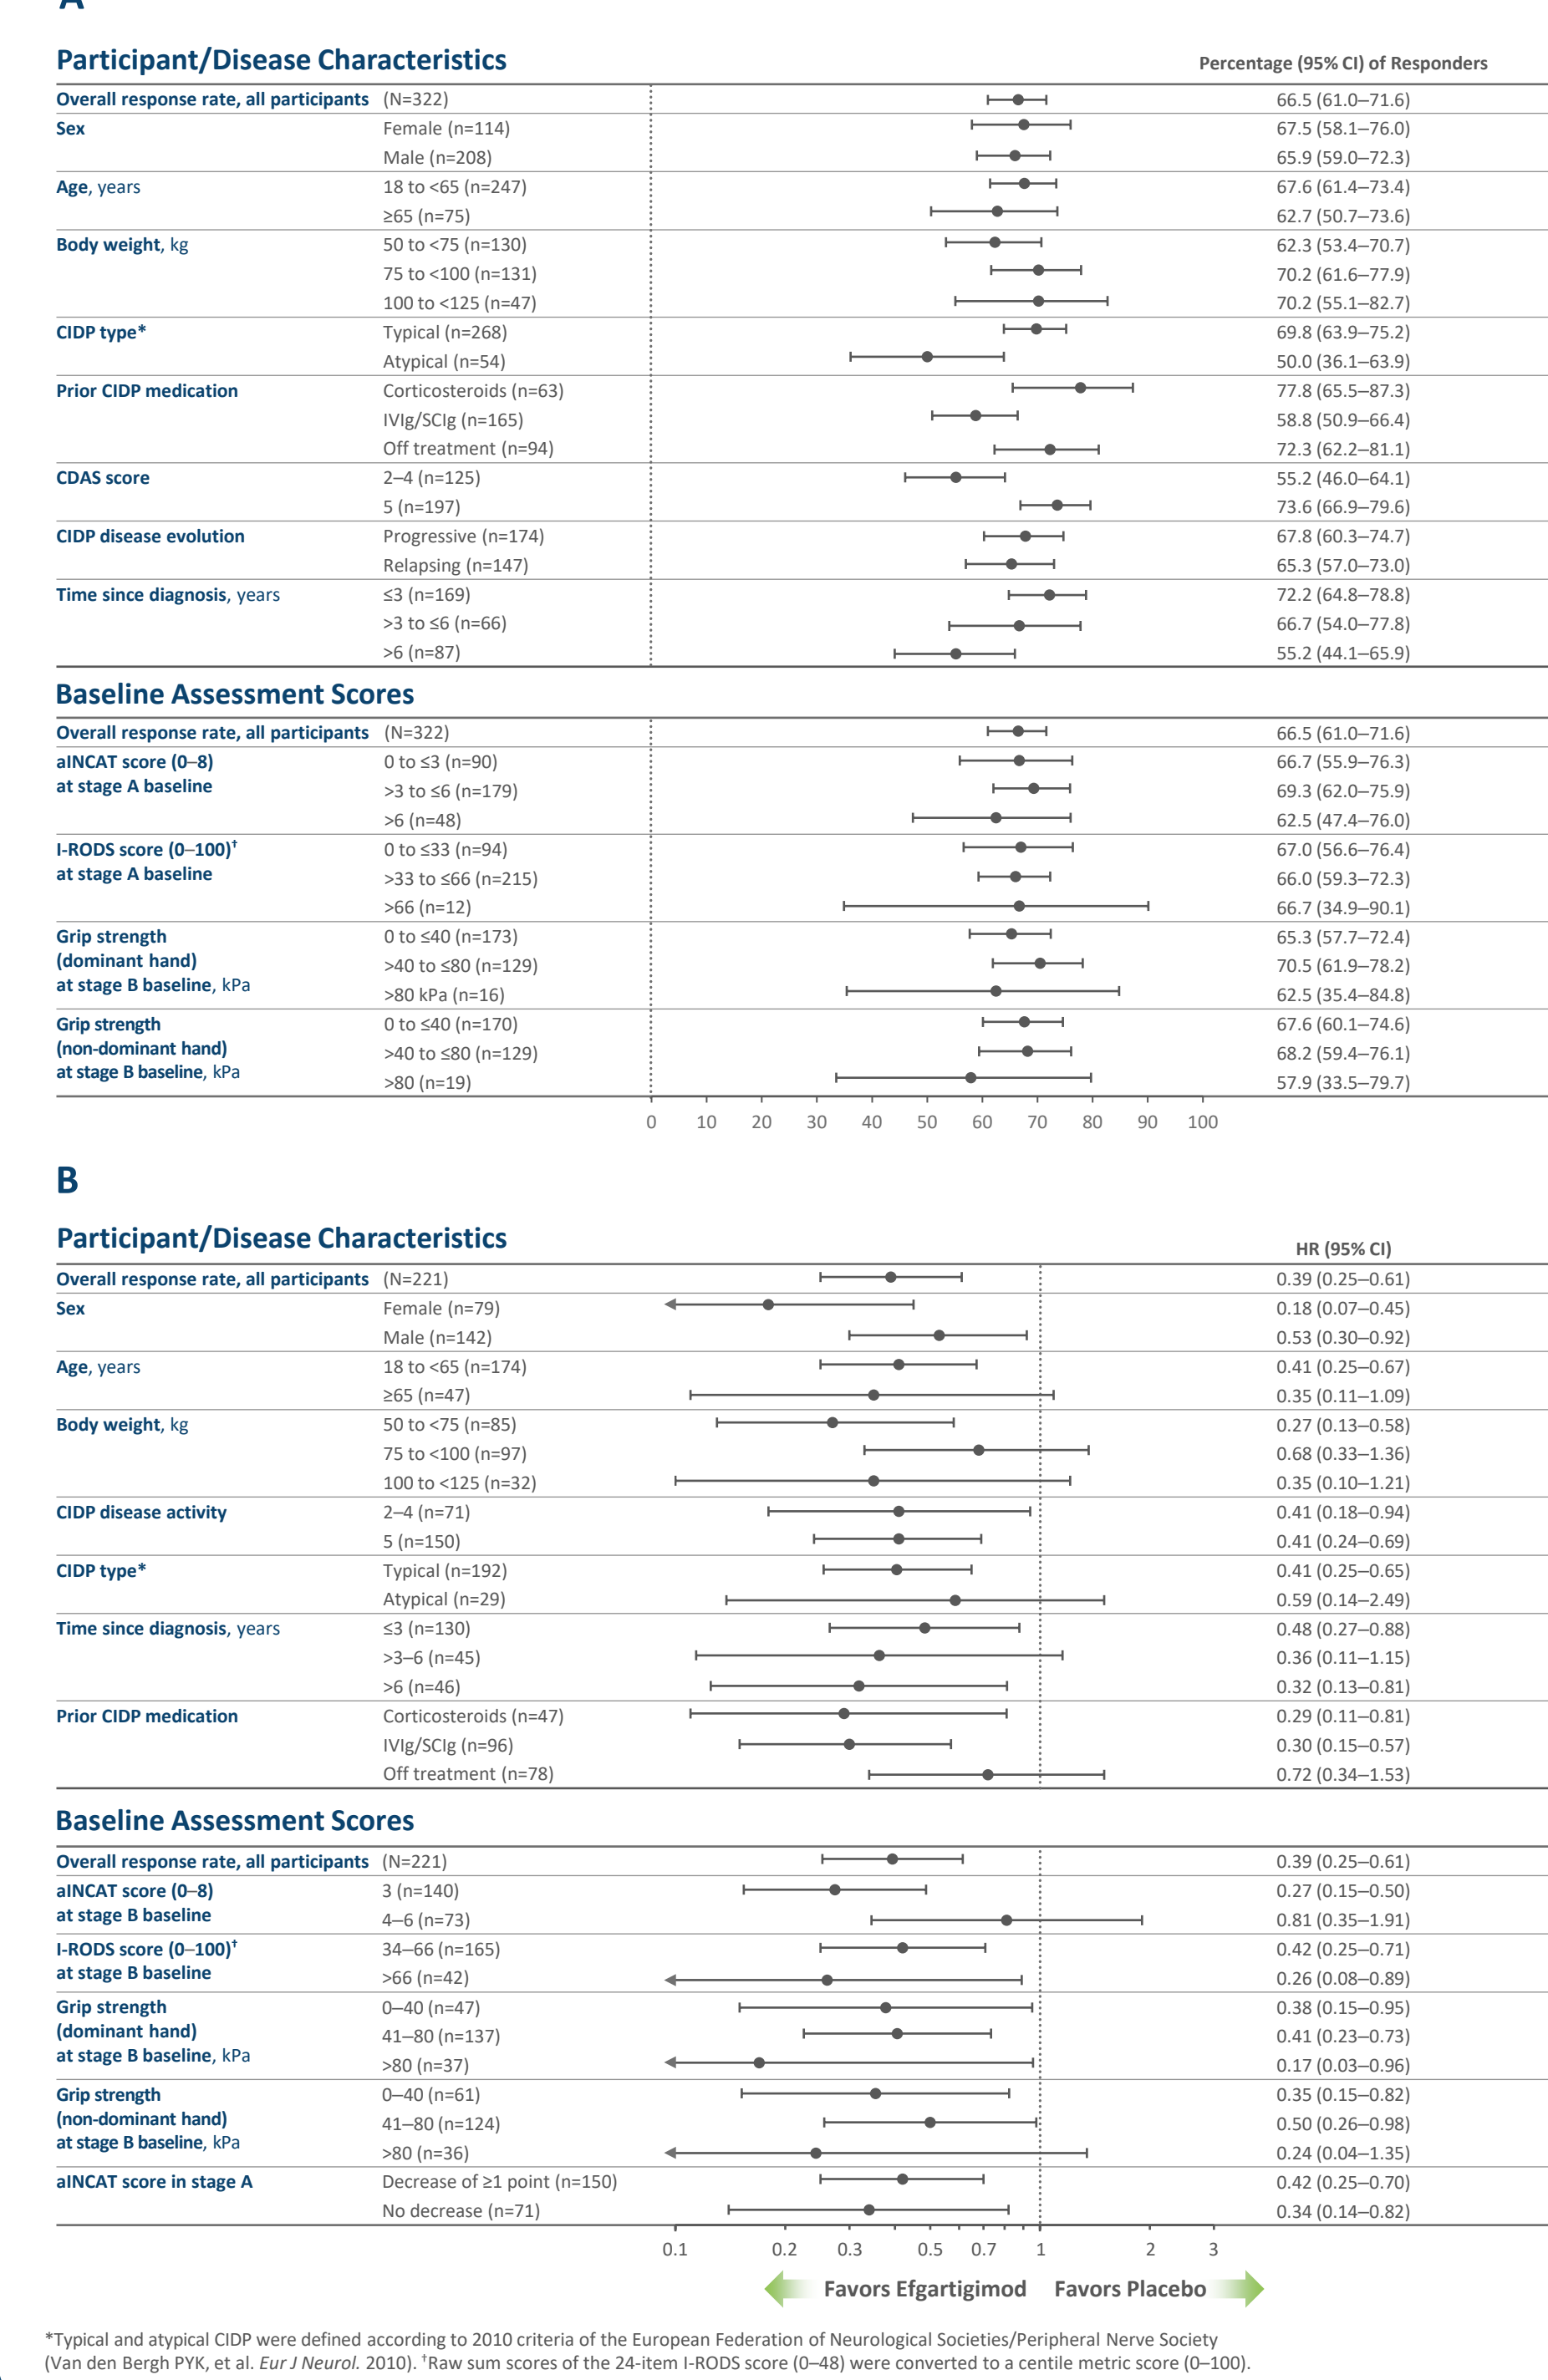 A
Participant/Disease Characteristics Percentage (95% CI) of Responders
Overall response rate, all participants (N=322) 66.5 (61.0–71.6)
Sex Female (n=114) 67.5 (58.1–76.0)
Male (n=208) 65.9 (59.0–72.3)
Age, years 18 to <65 (n=247) 67.6 (61.4–73.4)
≥65 (n=75) 62.7 (50.7–73.6)
Body weight, kg 50 to <75 (n=130) 62.3 (53.4–70.7)
75 to <100 (n=131) 70.2 (61.6–77.9)
100 to <125 (n=47) 70.2 (55.1–82.7)
CIDP type* Typical (n=268) 69.8 (63.9–75.2)
Atypical (n=54) 50.0 (36.1–63.9)
Prior CIDP medication Corticosteroids (n=63) 77.8 (65.5–87.3)
IVIg/SCIg (n=165) 58.8 (50.9–66.4)
Off treatment (n=94) 72.3 (62.2–81.1)
CDAS score 2–4 (n=125) 55.2 (46.0–64.1)
5 (n=197) 73.6 (66.9–79.6)
CIDP disease evolution Progressive (n=174) 67.8 (60.3–74.7)
Relapsing (n=147) 65.3 (57.0–73.0)
Time since diagnosis, years ≤3 (n=169) 72.2 (64.8–78.8)
>3 to ≤6 (n=66) 66.7 (54.0–77.8)
>6 (n=87) 55.2 (44.1–65.9)
Baseline Assessment Scores
Overall response rate, all participants (N=322) 66.5 (61.0–71.6)
aINCAT score (0–8) 0 to ≤3 (n=90) 66.7 (55.9–76.3)
at stage A baseline >3 to ≤6 (n=179) 69.3 (62.0–75.9)
>6 (n=48) 62.5 (47.4–76.0)
I-RODS score (0–100)† 0 to ≤33 (n=94) 67.0 (56.6–76.4)
at stage A baseline >33 to ≤66 (n=215) 66.0 (59.3–72.3)
>66 (n=12) 66.7 (34.9–90.1)
Grip strength 0 to ≤40 (n=173) 65.3 (57.7–72.4)
(dominant hand) >40 to ≤80 (n=129) 70.5 (61.9–78.2)
at stage B baseline, kPa >80 kPa (n=16) 62.5 (35.4–84.8)
Grip strength 0 to ≤40 (n=170) 67.6 (60.1–74.6)
(non-dominant hand) >40 to ≤80 (n=129) 68.2 (59.4–76.1)
at stage B baseline, kPa >80 (n=19) 57.9 (33.5–79.7)
0 10 20 30 40 50 60 70 80 90 100
B
Participant/Disease Characteristics HR (95% CI)
Overall response rate, all participants (N=221) 0.39 (0.25–0.61)
Sex Female (n=79) 0.18 (0.07–0.45)
Male (n=142) 0.53 (0.30–0.92)
Age, years 18 to <65 (n=174) 0.41 (0.25–0.67)
≥65 (n=47) 0.35 (0.11–1.09)
Body weight, kg 50 to <75 (n=85) 0.27 (0.13–0.58)
75 to <100 (n=97) 0.68 (0.33–1.36)
100 to <125 (n=32) 0.35 (0.10–1.21)
CIDP disease activity 2–4 (n=71) 0.41 (0.18–0.94)
5 (n=150) 0.41 (0.24–0.69)
CIDP type* Typical (n=192) 0.41 (0.25–0.65)
Atypical (n=29) 0.59 (0.14–2.49)
Time since diagnosis, years ≤3 (n=130) 0.48 (0.27–0.88)
>3–6 (n=45) 0.36 (0.11–1.15)
>6 (n=46) 0.32 (0.13–0.81)
Prior CIDP medication Corticosteroids (n=47) 0.29 (0.11–0.81)
IVIg/SCIg (n=96) 0.30 (0.15–0.57)
Off treatment (n=78) 0.72 (0.34–1.53)
Baseline Assessment Scores
Overall response rate, all participants (N=221) 0.39 (0.25–0.61)
aINCAT score (0–8) 3 (n=140) 0.27 (0.15–0.50)
at stage B baseline 4–6 (n=73) 0.81 (0.35–1.91)
I-RODS score (0–100)† 34–66 (n=165) 0.42 (0.25–0.71)
at stage B baseline >66 (n=42) 0.26 (0.08–0.89)
Grip strength 0–40 (n=47) 0.38 (0.15–0.95)
(dominant hand) 41–80 (n=137) 0.41 (0.23–0.73)
at stage B baseline, kPa >80 (n=37) 0.17 (0.03–0.96)
Grip strength 0–40 (n=61) 0.35 (0.15–0.82)
(non-dominant hand) 41–80 (n=124) 0.50 (0.26–0.98)
at stage B baseline, kPa >80 (n=36) 0.24 (0.04–1.35)
aINCAT score in stage A Decrease of ≥1 point (n=150) 0.42 (0.25–0.70)
No decrease (n=71) 0.34 (0.14–0.82)
0.1 0.2 0.3 0.5 0.7 1 2 3
Favors Efgartigimod Favors Placebo
*Typical and atypical CIDP were defined according to 2010 criteria of the European Federation of Neurological Societies/Peripheral Nerve Society
(Van den Bergh PYK, et al. Eur J Neurol. 2010). †Raw sum scores of the 24-item I-RODS score (0–48) were converted to a centile metric score (0–100).